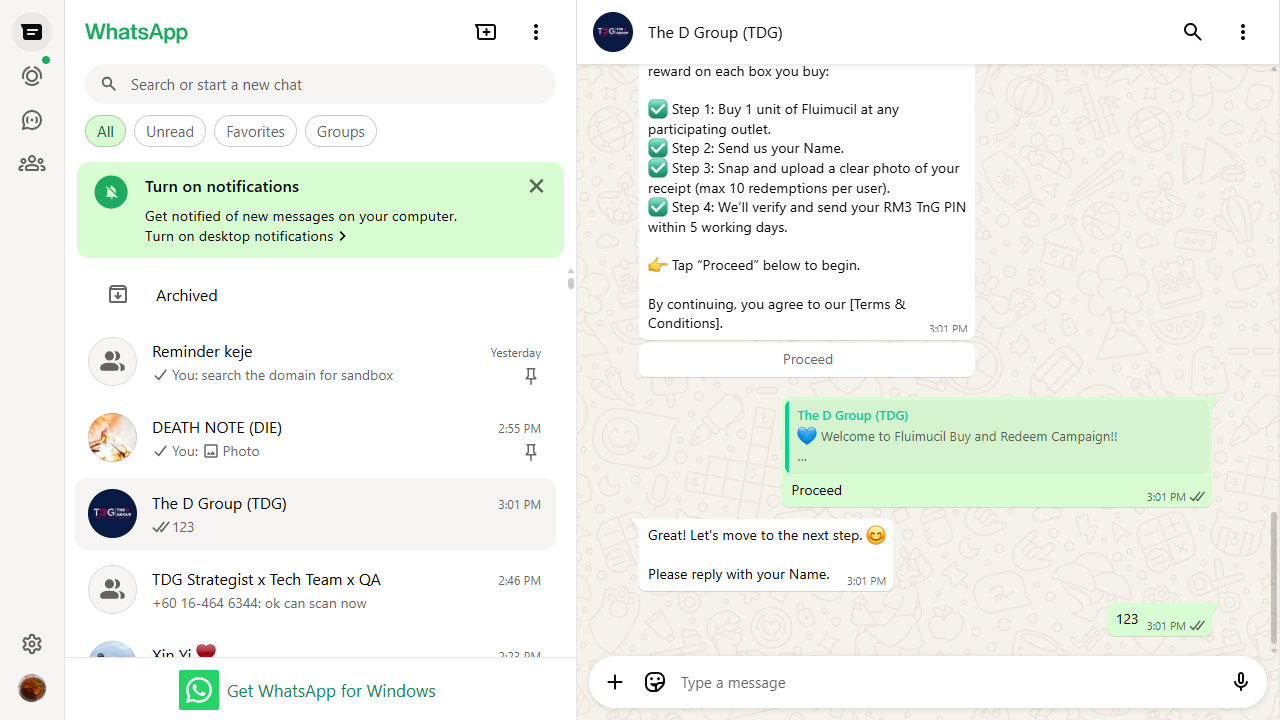 WhatsApp
Search or start a new chat
All
Unread
Favorites
Groups
Turn on notifications
Get notified of new messages on your computer.
Turn on desktop notifications
Archived
Reminder keje
Yesterday
You: search the domain for sandbox
DEATH NOTE (DIE)
2:55 PM
You: Photo
The D Group (TDG)
3:01 PM
123
TDG Strategist x Tech Team x QA
2:46 PM
+60 16-464 6344: ok can scan now
Xin Yi ❤️
2:23 PM
Get WhatsApp for Windows
The D Group (TDG)
reward on each box you buy:
✅ Step 1: Buy 1 unit of Fluimucil at any
participating outlet.
✅ Step 2: Send us your Name.
✅ Step 3: Snap and upload a clear photo of your
receipt (max 10 redemptions per user).
✅ Step 4: We’ll verify and send your RM3 TnG PIN
within 5 working days.
👉 Tap “Proceed” below to begin.
By continuing, you agree to our [Terms &
Conditions].
3:01 PM
Proceed
The D Group (TDG)
💙 Welcome to Fluimucil Buy and Redeem Campaign!!
...
Proceed
3:01 PM
Great! Let's move to the next step. 😊
Please reply with your Name.
3:01 PM
123
3:01 PM
Type a message